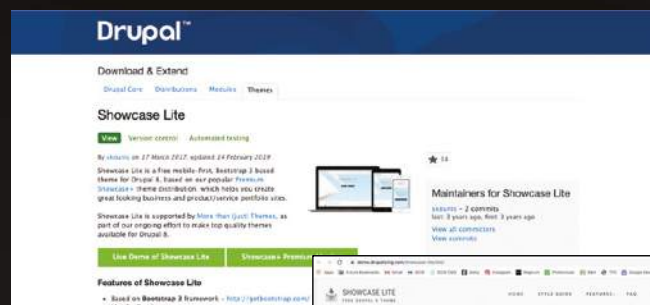 Drupal™
Download & Extend
Drupal Core Distributions Modules Themes
Showcase Lite
View Version control Automated testing
By skouris on 17 March 2017, updated 14 February 2019
Showcase Lite is a free mobile-first, Bootstrap 3 based
theme for Drupal 8, based on our popular Premium
Showcase+ theme distribution, which helps you create
great looking business and product/service portfolio sites.
Showcase Lite is supported by More than (just) Themes, as
part of our ongoing effort to make top quality themes
available for Drupal 8.
Live Demo of Showcase Lite Showcase+ Premium
Features of Showcase Lite
• Based on Bootstrap 3 framework - http://getbootstrap.com/
Maintainers for Showcase Lite
skouris – 2 commits
last: 3 years ago, first: 3 years ago
View all committers
View commits
SHOWCASE LITE
HOME STYLE GUIDE FEATURES FAQ